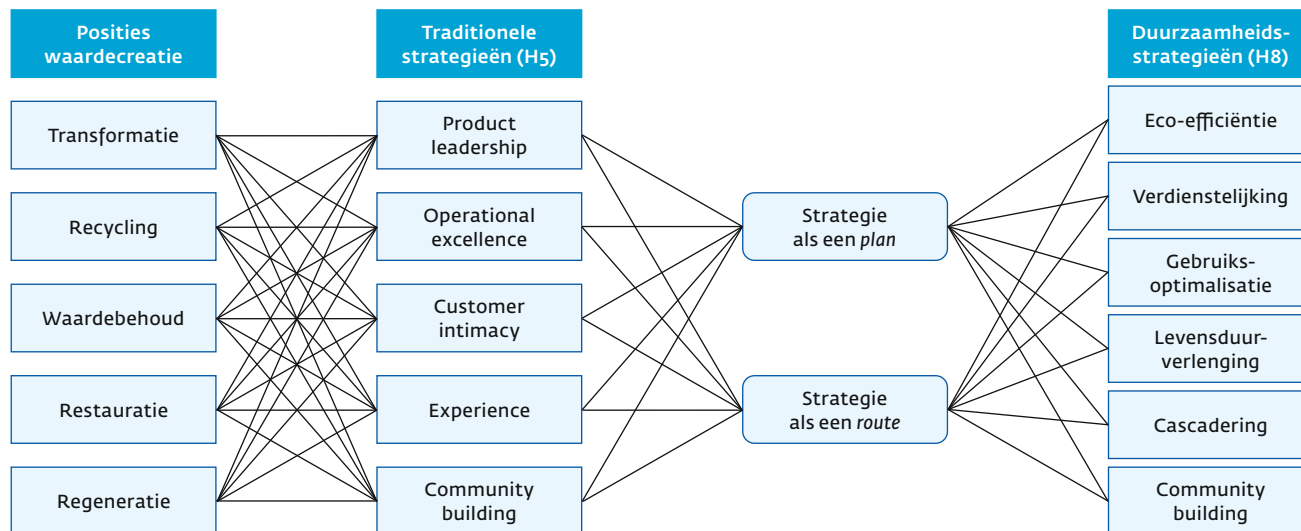 Posities
waardecreatie
Transformatie
Recycling
Waardebehoud
Restauratie
Regeneratie
Traditionele
strategieën (H5)
Product
leadership
Operational
excellence
Customer
intimacy
Experience
Community
building
Strategie
als een plan
Strategie
als een route
Duurzaamheids-
strategieën (H8)
Eco-efficiëntie
Verdienstelijking
Gebruiks-
optimalisatie
Levensduur-
verlenging
Cascadering
Community
building